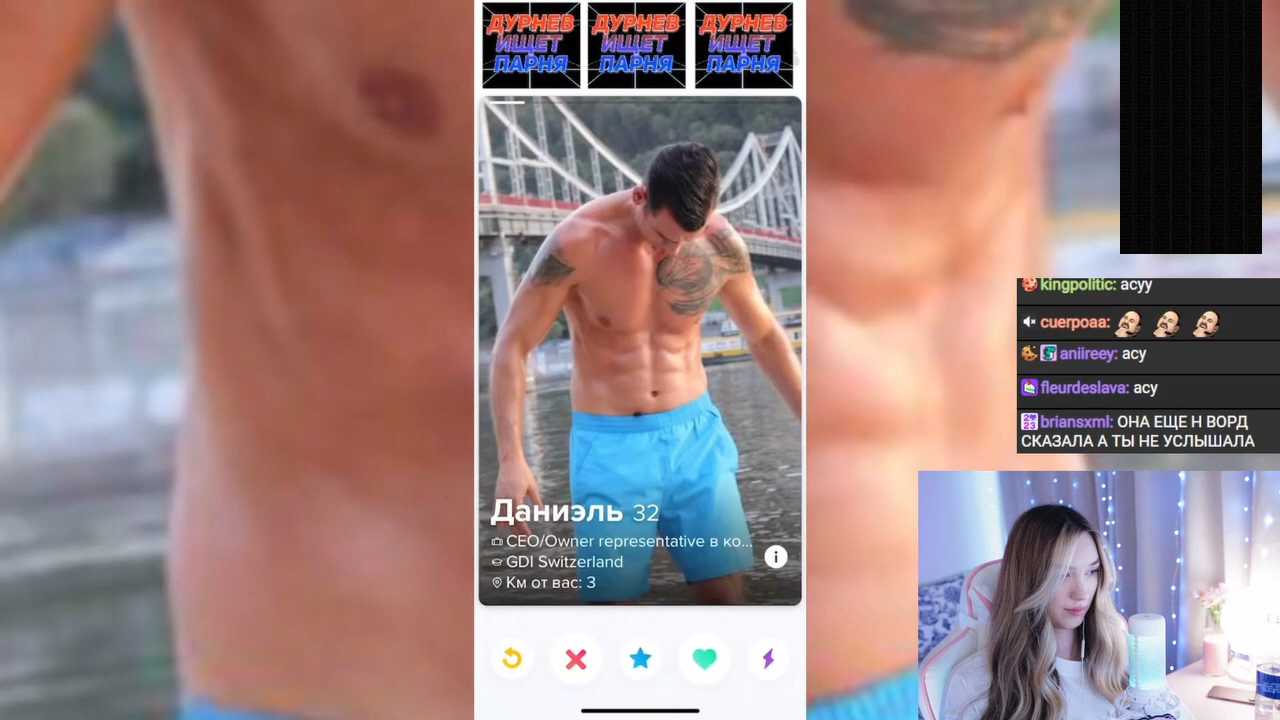 ДУРНЕВ
ИЩЕТ
ПАРНЯ
ДУРНЕВ
ИЩЕТ
ПАРНЯ
ДУРНЕВ
ИЩЕТ
ПАРНЯ
Даниэль 32
CEO/Owner representative в ко...
GDI Switzerland
Км от вас: 3
kingpolitic: асуу
cuerpoaa:
aniireey: асу
fleurdeslava: асу
briansxml: ОНА ЕЩЕ Н ВОРД
СКАЗАЛА А ТЫ НЕ УСЛЫШАЛА